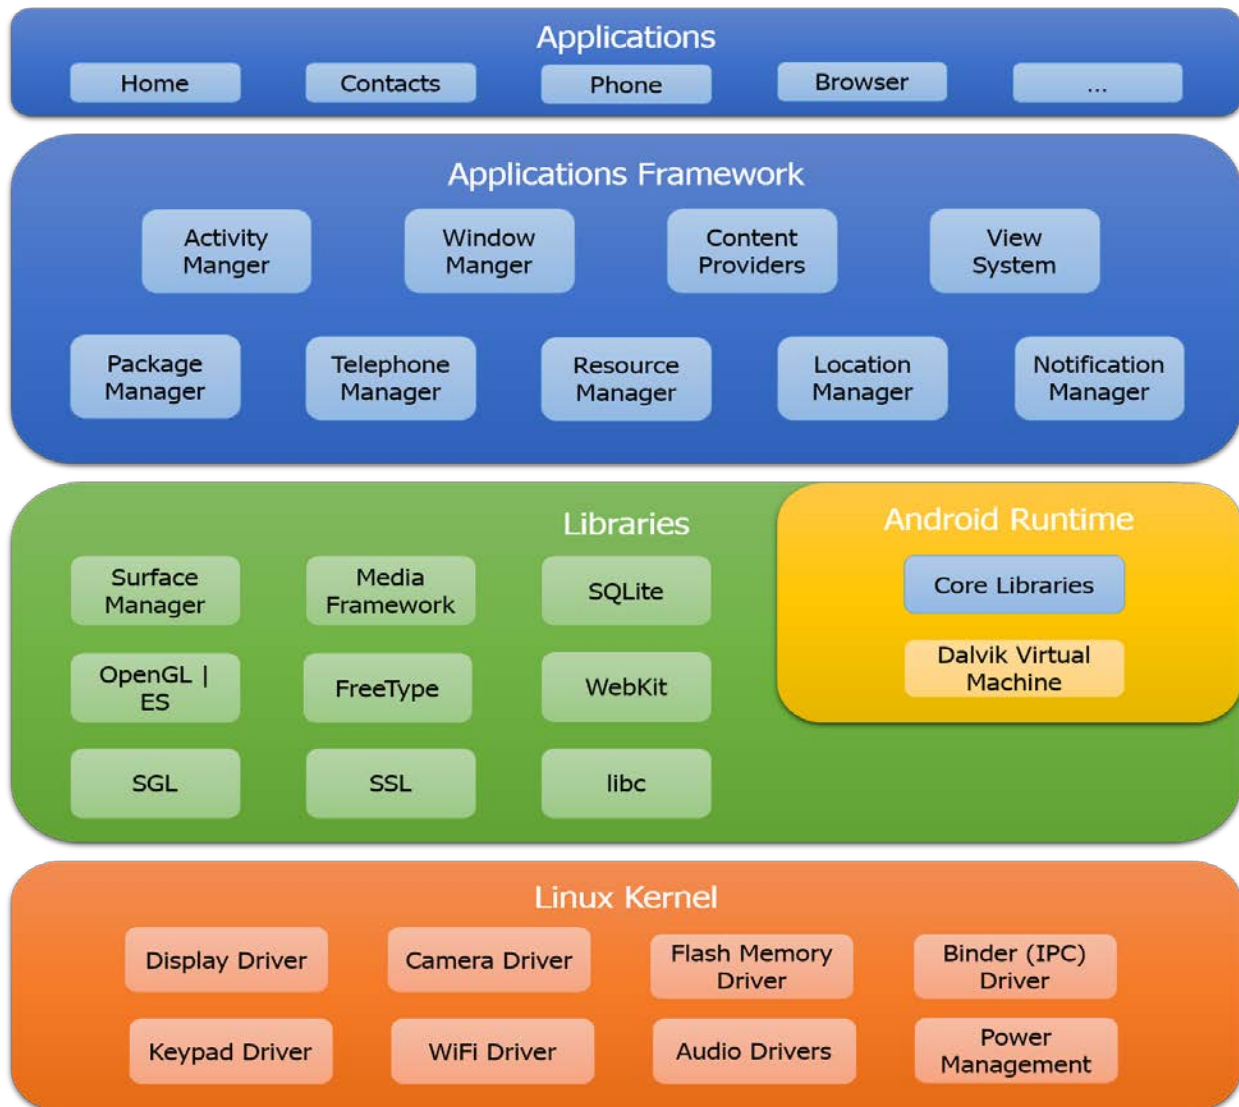 Applications
Home
Contacts
Phone
Browser
...
Applications Framework
Activity
Manger
Window
Manger
Content
Providers
View
System
Package
Manager
Telephone
Manager
Resource
Manager
Location
Manager
Notification
Manager
Libraries
Surface
Manager
Media
Framework
SQLite
OpenGL |
ES
FreeType
WebKit
SGL
SSL
libc
Android Runtime
Core Libraries
Dalvik Virtual
Machine
Linux Kernel
Display Driver
Camera Driver
Flash Memory
Driver
Binder (IPC)
Driver
Keypad Driver
WiFi Driver
Audio Drivers
Power
Management